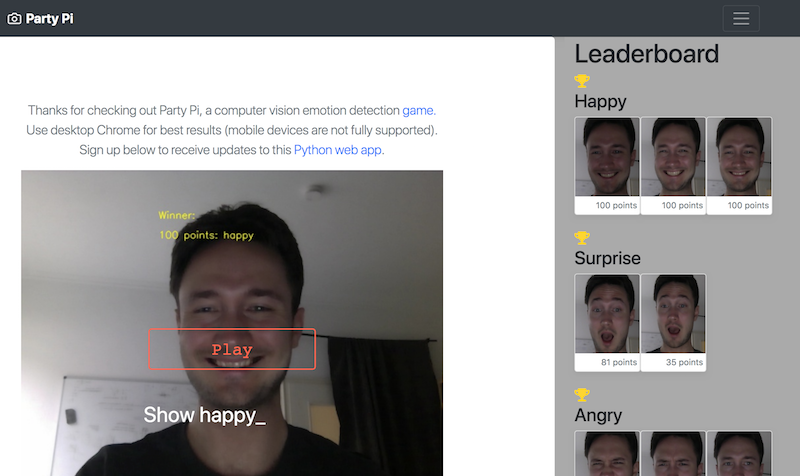 Party Pi
Thanks for checking out Party Pi, a computer vision emotion detection game.
Use desktop Chrome for best results (mobile devices are not fully supported).
Sign up below to receive updates to this Python web app.
Winner:
100 points: happy
Play
Show happy_
Leaderboard
Happy
100 points 100 points 100 points
Surprise
81 points 35 points
Angry